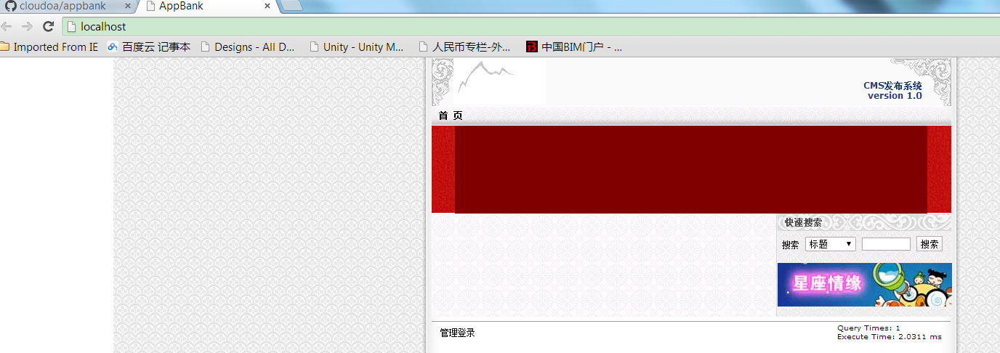 cloudoa/appbank
AppBank
localhost
Imported From IE 百度云 记事本 Designs - All D... Unity - Unity M... 人民币专栏-外... 中国BIM门户 - ...
CMS发布系统
version 1.0
首 页
快速搜索
搜索 标题 搜索
星座情缘
管理登录
Query Times: 1
Execute Time: 2.0311 ms